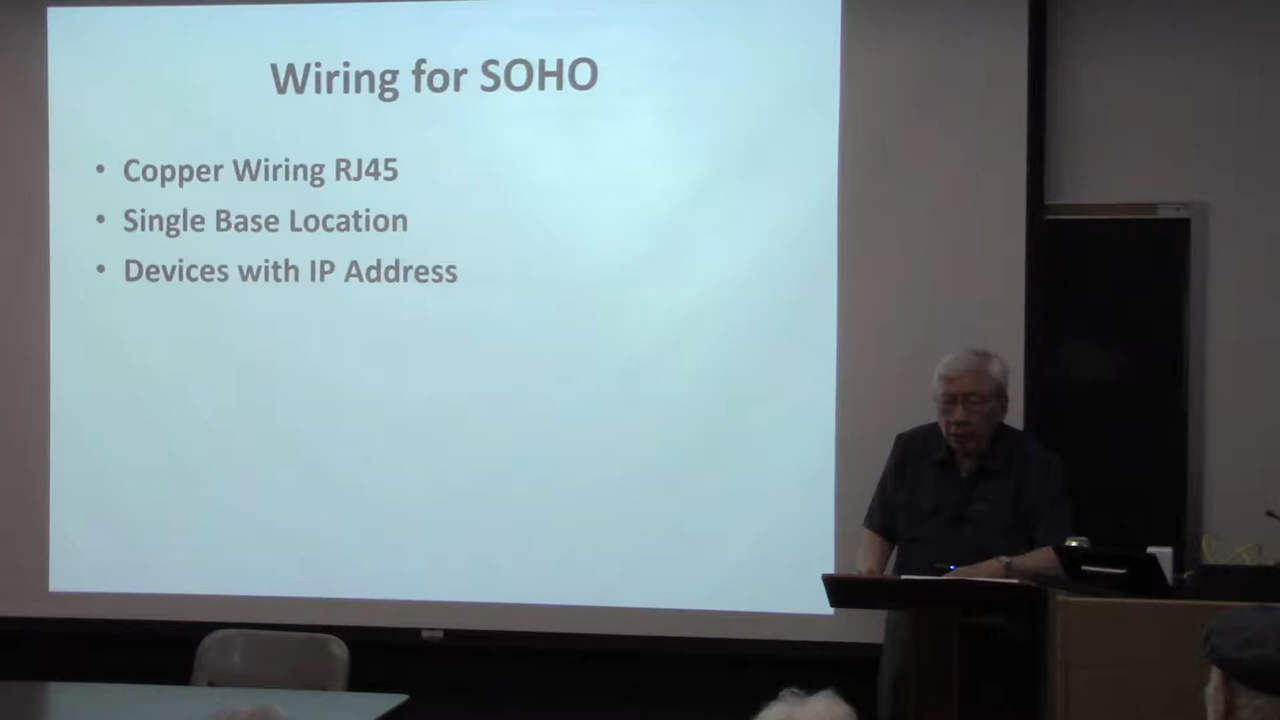 Wiring for SOHO
• Copper Wiring RJ45
• Single Base Location
• Devices with IP Address